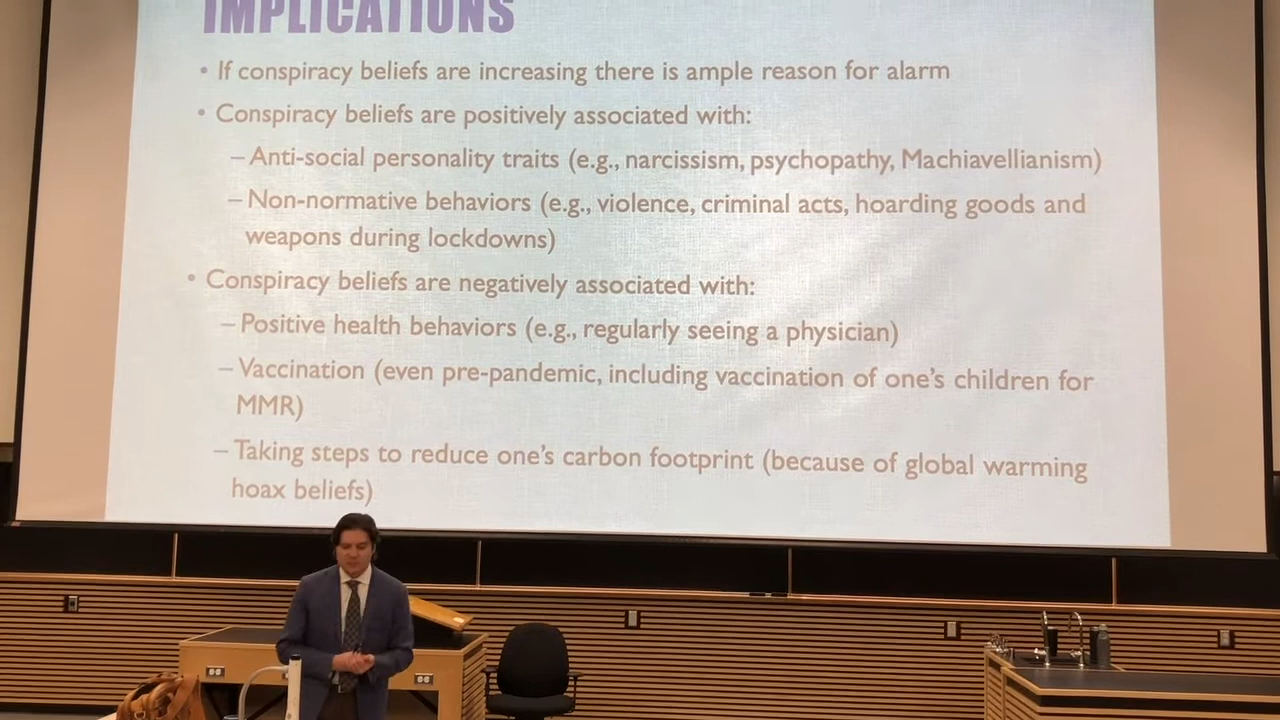 IMPLICATIONS
• If conspiracy beliefs are increasing there is ample reason for alarm
• Conspiracy beliefs are positively associated with:
– Anti-social personality traits (e.g., narcissism, psychopathy, Machiavellianism)
– Non-normative behaviors (e.g., violence, criminal acts, hoarding goods and
weapons during lockdowns)
• Conspiracy beliefs are negatively associated with:
– Positive health behaviors (e.g., regularly seeing a physician)
– Vaccination (even pre-pandemic, including vaccination of one’s children for
MMR)
– Taking steps to reduce one’s carbon footprint (because of global warming
hoax beliefs)